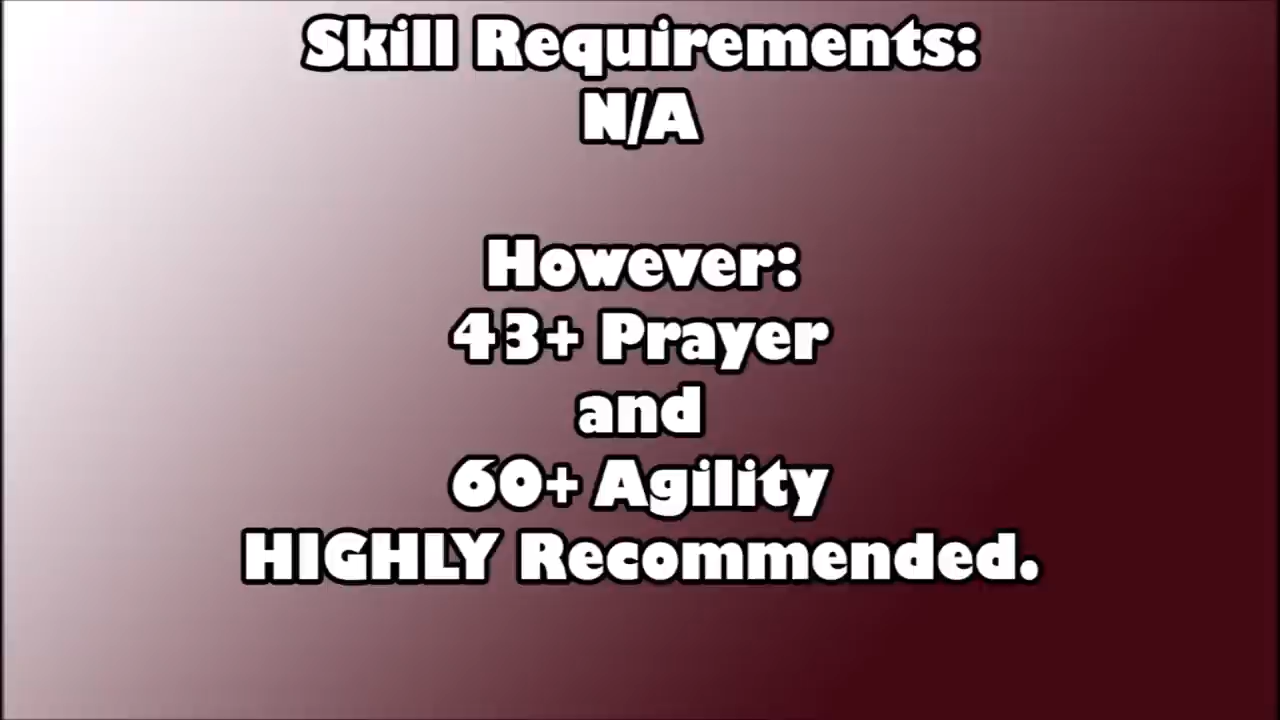 Skill Requirements:
N/A
However:
43+ Prayer
and
60+ Agility
HIGHLY Recommended.